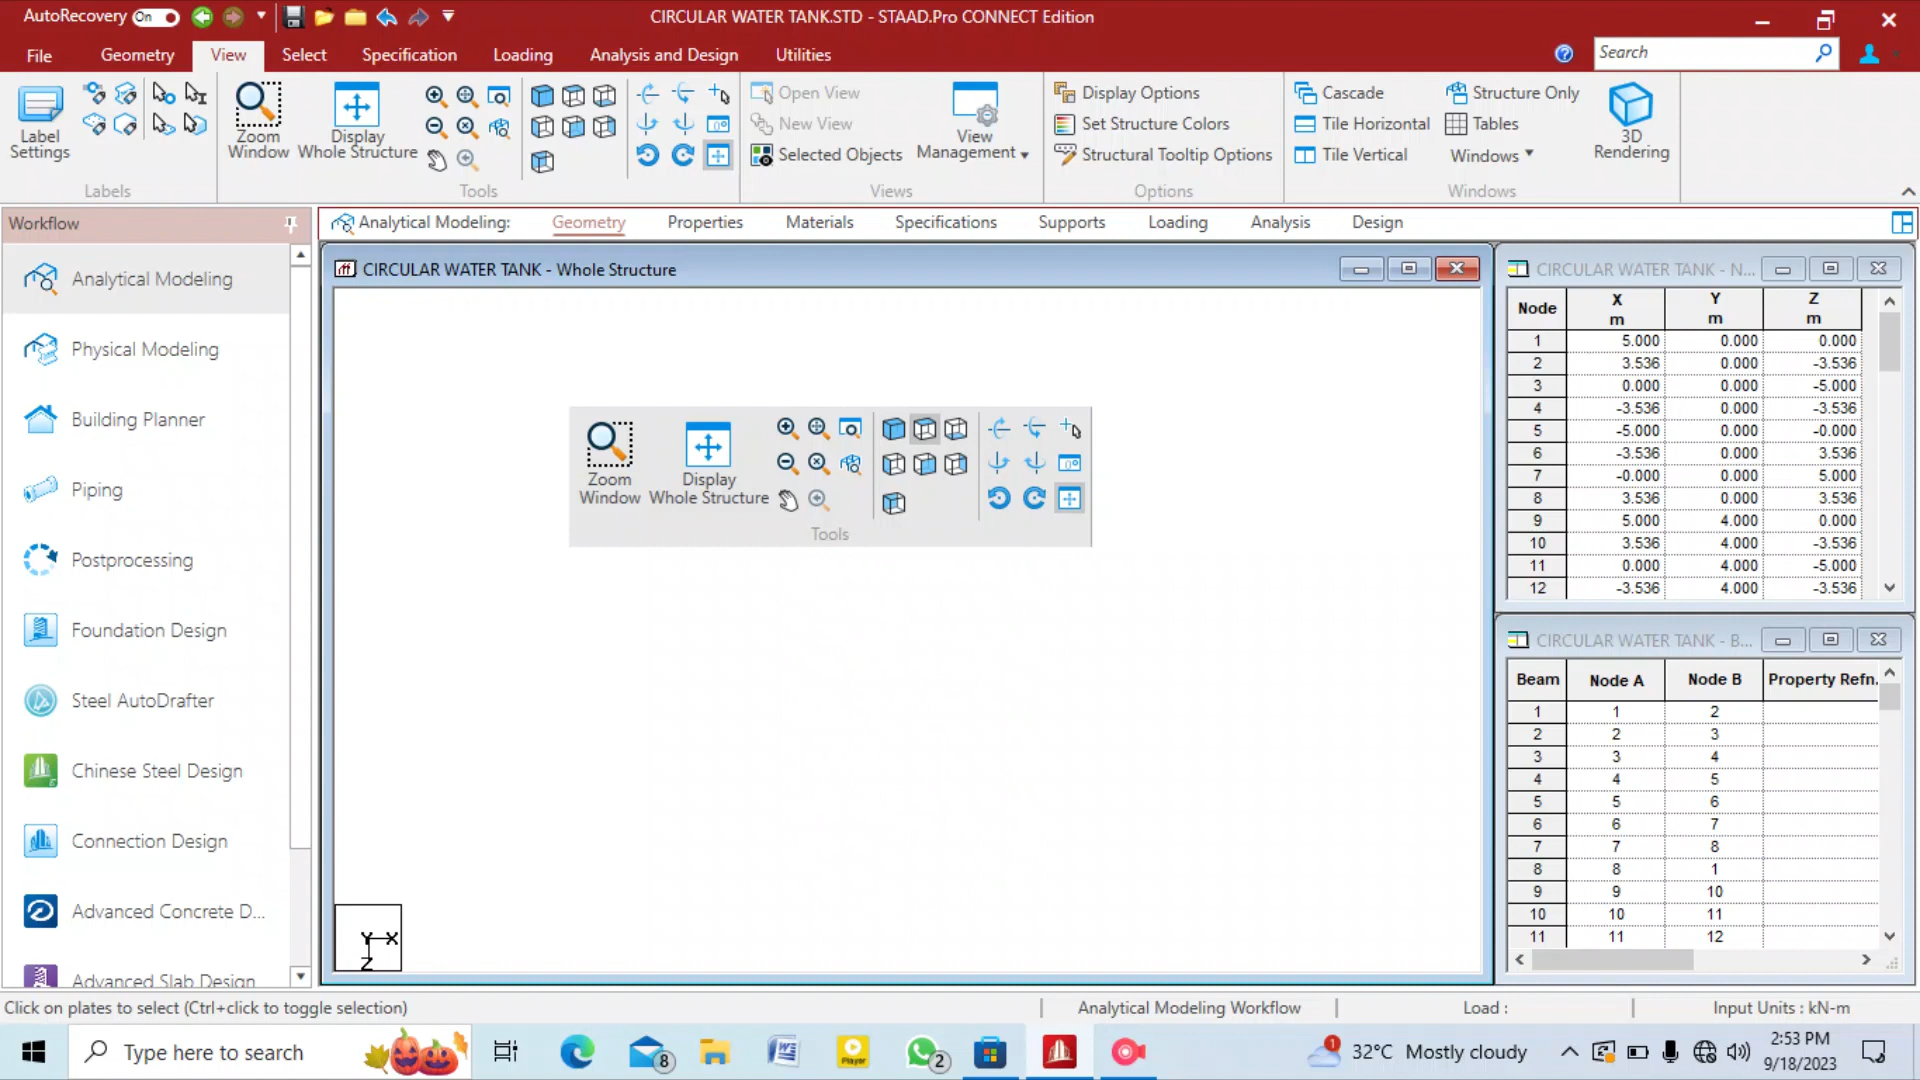 AutoRecovery On
CIRCULAR WATER TANK.STD - STAAD.Pro CONNECT Edition
File Geometry View Select Specification Loading Analysis and Design Utilities
Search
Label Settings
Zoom Window
Display Whole Structure
Open View
New View
Selected Objects
View Management
Display Options
Set Structure Colors
Structural Tooltip Options
Cascade
Tile Horizontal
Tile Vertical
Structure Only
Tables
Windows
3D Rendering
Labels Tools Views Options Windows
Workflow
Analytical Modeling: Geometry Properties Materials Specifications Supports Loading Analysis Design
Analytical Modeling
Physical Modeling
Building Planner
Piping
Postprocessing
Foundation Design
Steel AutoDrafter
Chinese Steel Design
Connection Design
Advanced Concrete D...
Advanced Slab Design
CIRCULAR WATER TANK - Whole Structure
Zoom Window
Display Whole Structure
Tools
Y X
Z
CIRCULAR WATER TANK - N...
Node X m Y m Z m
1 5.000 0.000 0.000
2 3.536 0.000 -3.536
3 0.000 0.000 -5.000
4 -3.536 0.000 -3.536
5 -5.000 0.000 -0.000
6 -3.536 0.000 3.536
7 -0.000 0.000 5.000
8 3.536 0.000 3.536
9 5.000 4.000 0.000
10 3.536 4.000 -3.536
11 0.000 4.000 -5.000
12 -3.536 4.000 -3.536
CIRCULAR WATER TANK - B...
Beam Node A Node B Property Refn.
1 1 2
2 2 3
3 3 4
4 4 5
5 5 6
6 6 7
7 7 8
8 8 1
9 9 10
10 10 11
11 11 12
Click on plates to select (Ctrl+click to toggle selection)
Analytical Modeling Workflow
Load :
Input Units : kN-m
Type here to search
8
W
Player
2
1
32°C Mostly cloudy
2:53 PM
9/18/2023